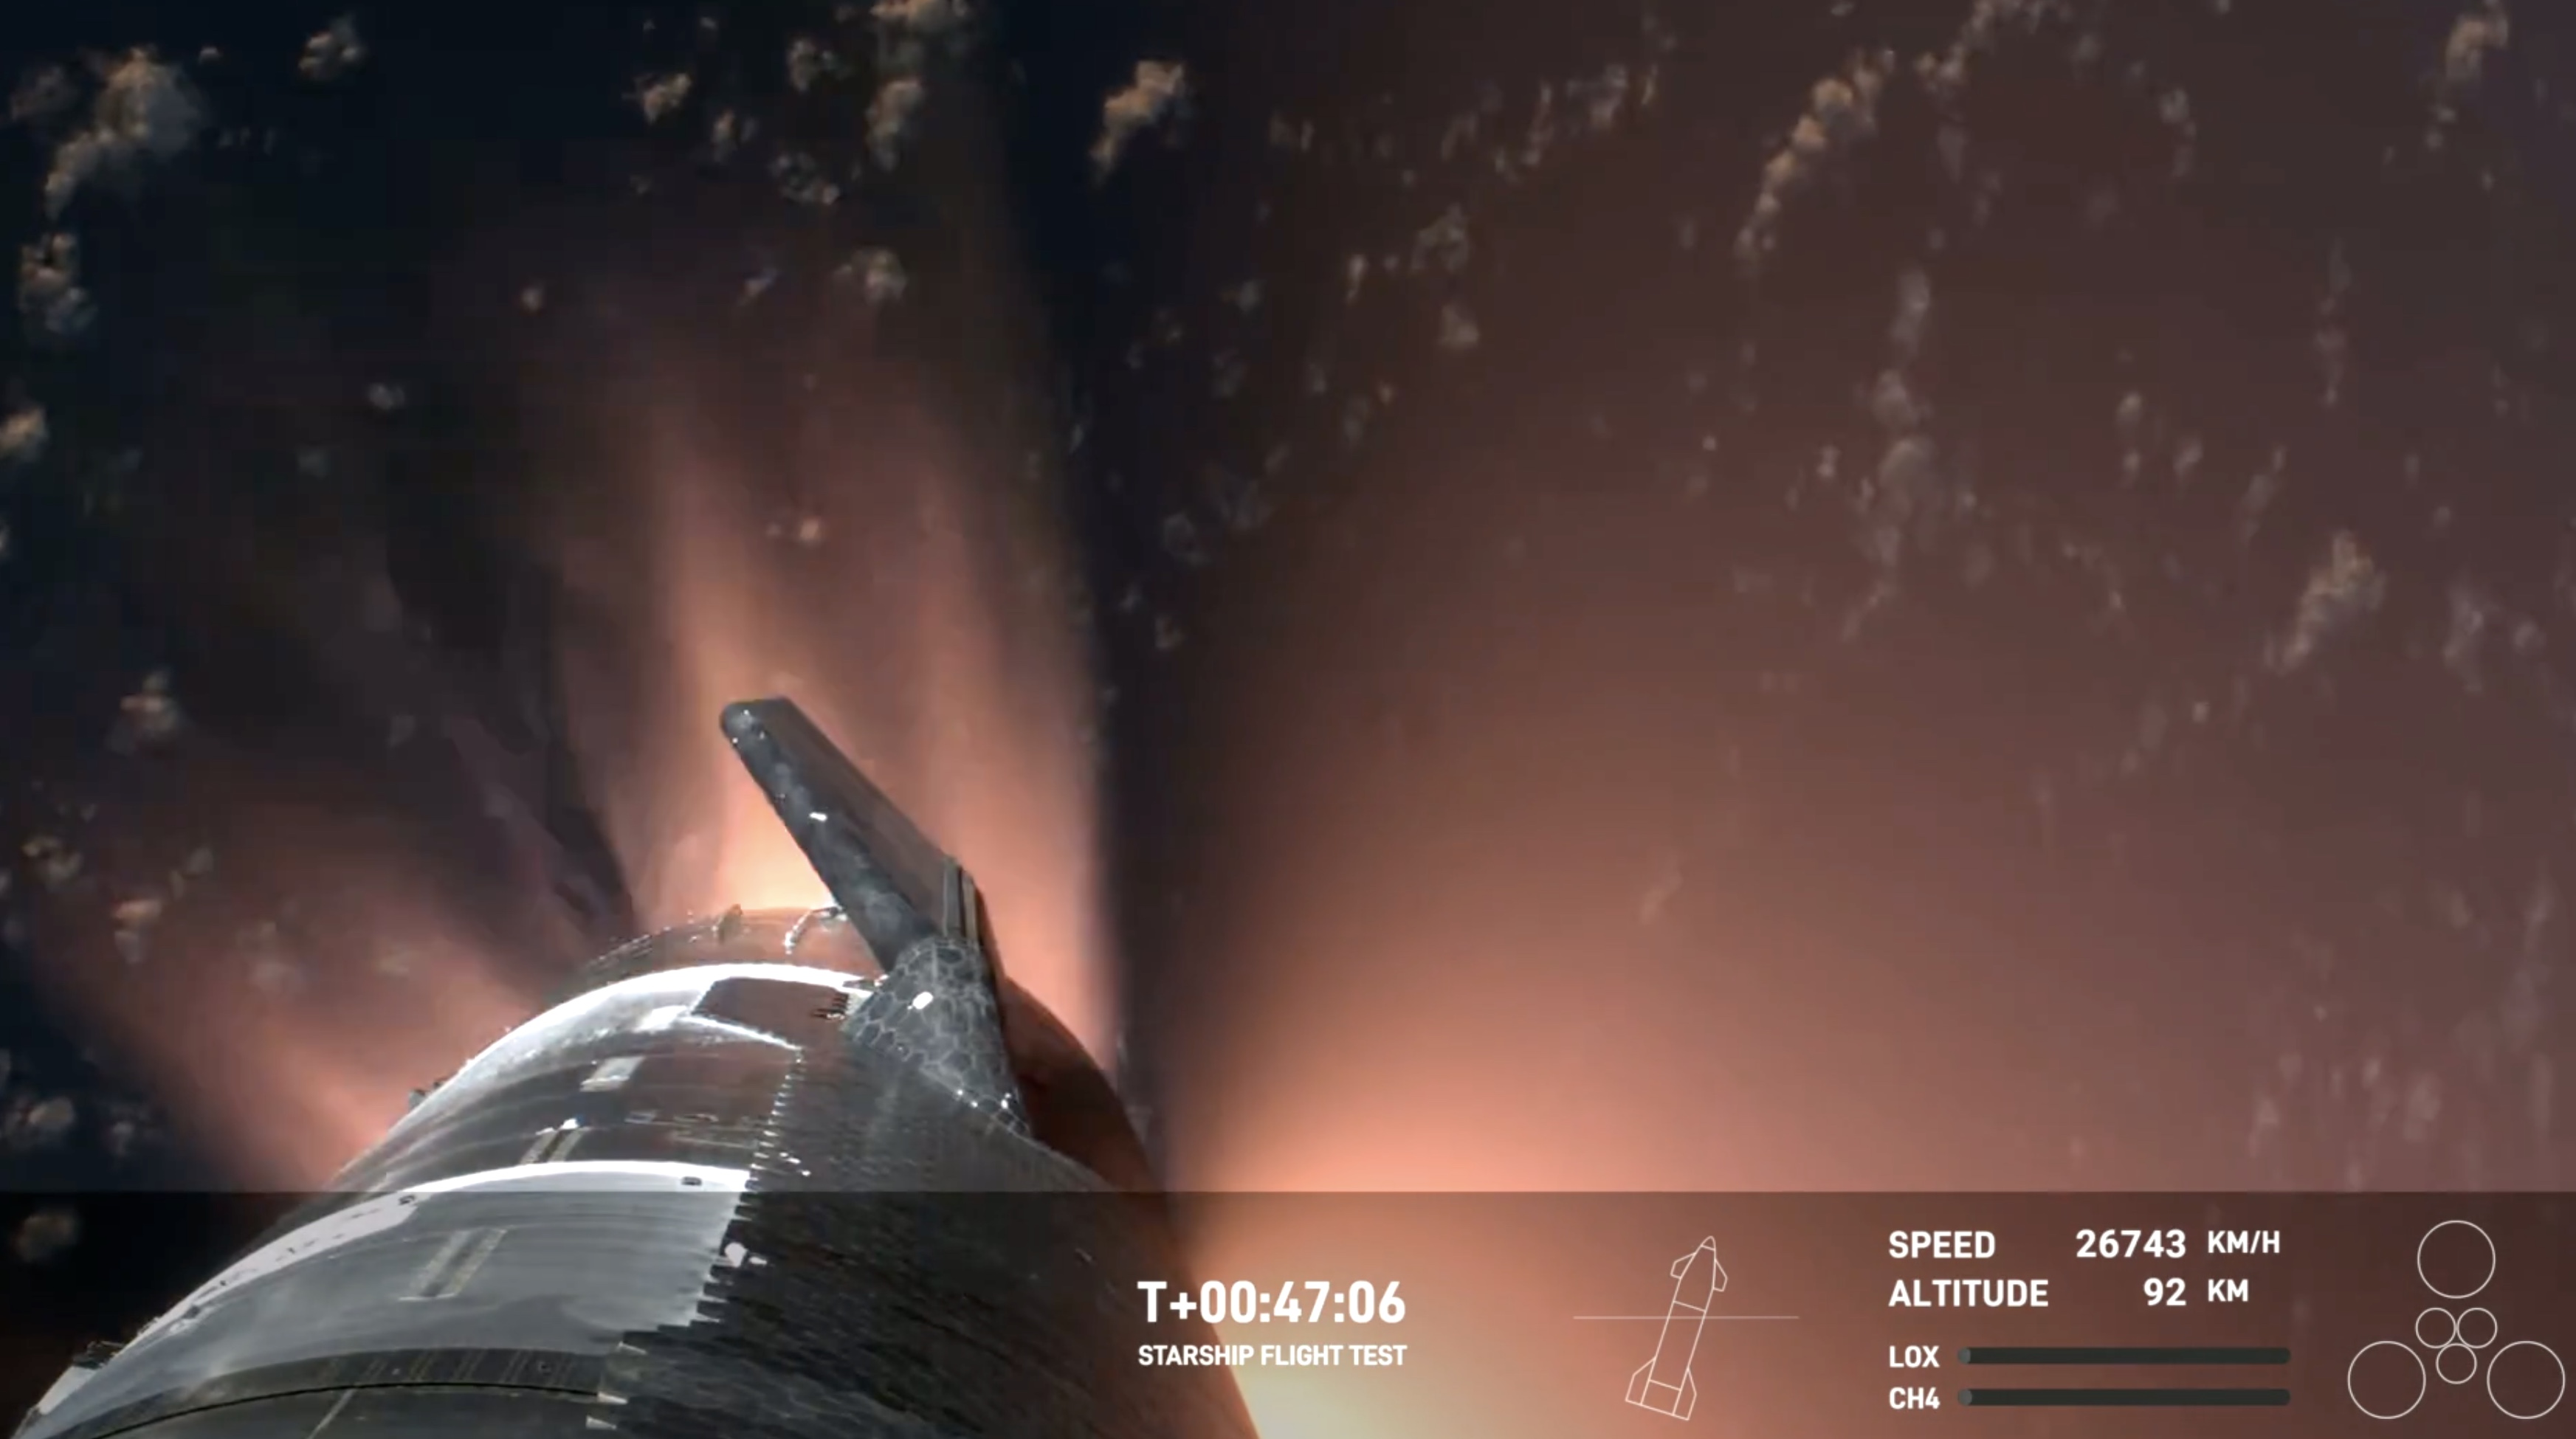 T+00:47:06
STARSHIP FLIGHT TEST
SPEED 26743 KM/H
ALTITUDE 92 KM
LOX
CH4